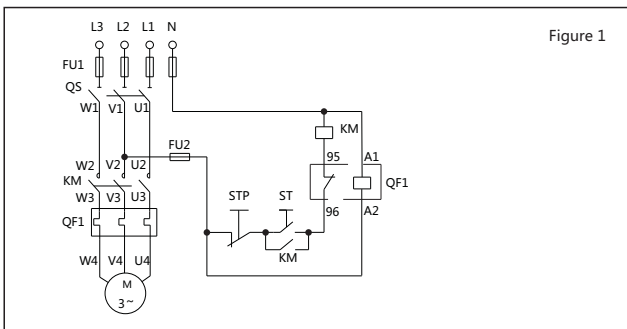 L3 L2 L1 N
Figure 1
FU1
QS
W1 V1 U1
KM
FU2
W2 V2 U2
95 A1
KM
STP ST
QF1
W3 V3 U3
96 A2
QF1
KM
W4 V4 U4
M
3~